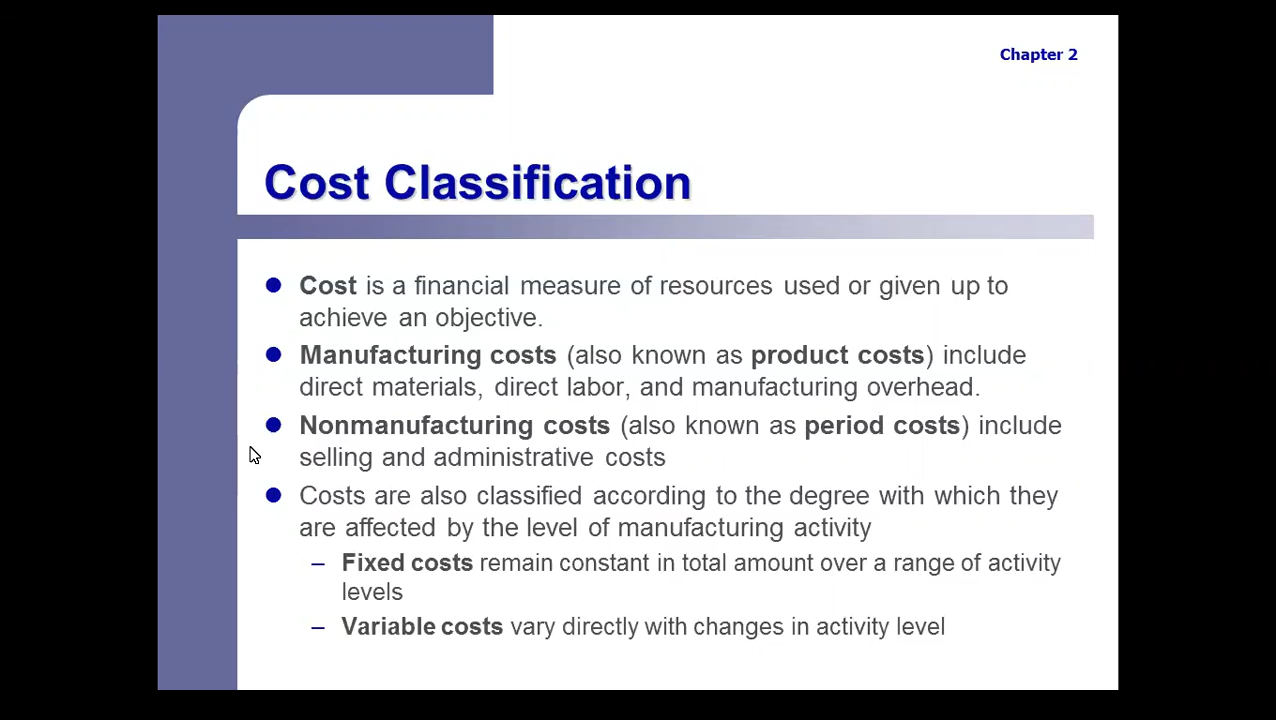 Chapter 2
Cost Classification
Cost is a financial measure of resources used or given up to
achieve an objective.
Manufacturing costs (also known as product costs) include
direct materials, direct labor, and manufacturing overhead.
Nonmanufacturing costs (also known as period costs) include
selling and administrative costs
Costs are also classified according to the degree with which they
are affected by the level of manufacturing activity
– Fixed costs remain constant in total amount over a range of activity
levels
– Variable costs vary directly with changes in activity level